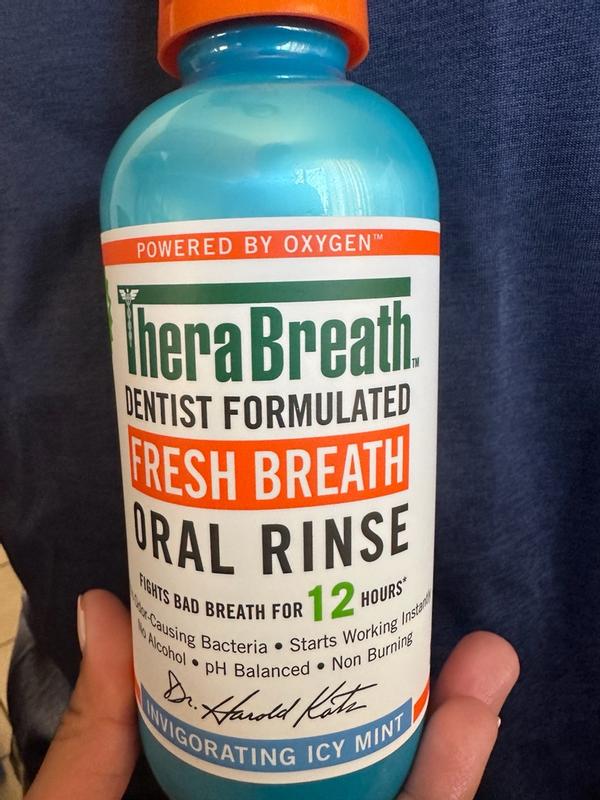 POWERED BY OXYGEN™
TheraBreath™
DENTIST FORMULATED
FRESH BREATH
ORAL RINSE
FIGHTS BAD BREATH FOR 12 HOURS*
Odor-Causing Bacteria • Starts Working Instantly
No Alcohol • pH Balanced • Non Burning
Dr. Harold Katz
INVIGORATING ICY MINT